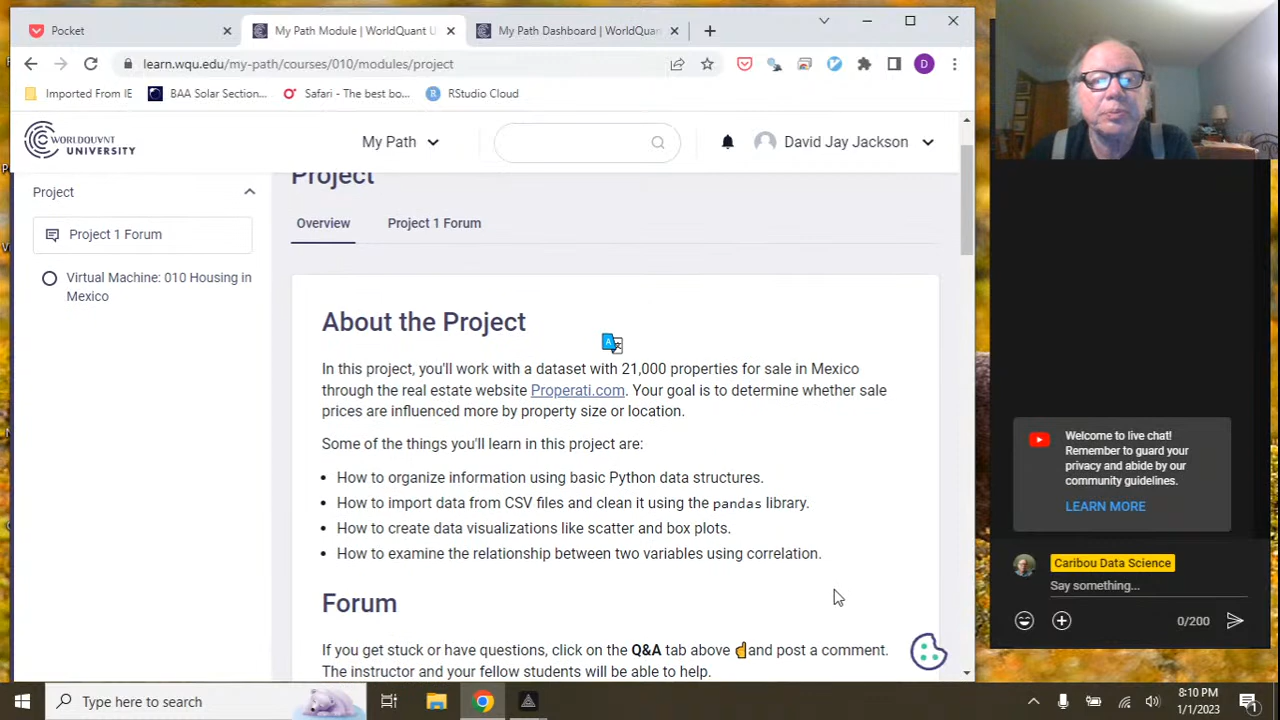 Pocket
My Path Module | WorldQuant U
My Path Dashboard | WorldQuan
learn.wqu.edu/my-path/courses/010/modules/project
Imported From IE
BAA Solar Section...
Safari - The best bo...
RStudio Cloud
WORLDQUANT
UNIVERSITY
My Path
David Jay Jackson
D
Project
Project 1 Forum
Virtual Machine: 010 Housing in
Mexico
Project
Overview
Project 1 Forum
About the Project
In this project, you'll work with a dataset with 21,000 properties for sale in Mexico
through the real estate website Properati.com. Your goal is to determine whether sale
prices are influenced more by property size or location.
Some of the things you'll learn in this project are:
• How to organize information using basic Python data structures.
• How to import data from CSV files and clean it using the pandas library.
• How to create data visualizations like scatter and box plots.
• How to examine the relationship between two variables using correlation.
Forum
If you get stuck or have questions, click on the Q&A tab above ☝and post a comment.
The instructor and your fellow students will be able to help.
Welcome to live chat!
Remember to guard your
privacy and abide by our
community guidelines.
LEARN MORE
Caribou Data Science
Say something...
0/200
Type here to search
8:10 PM
1/1/2023
1